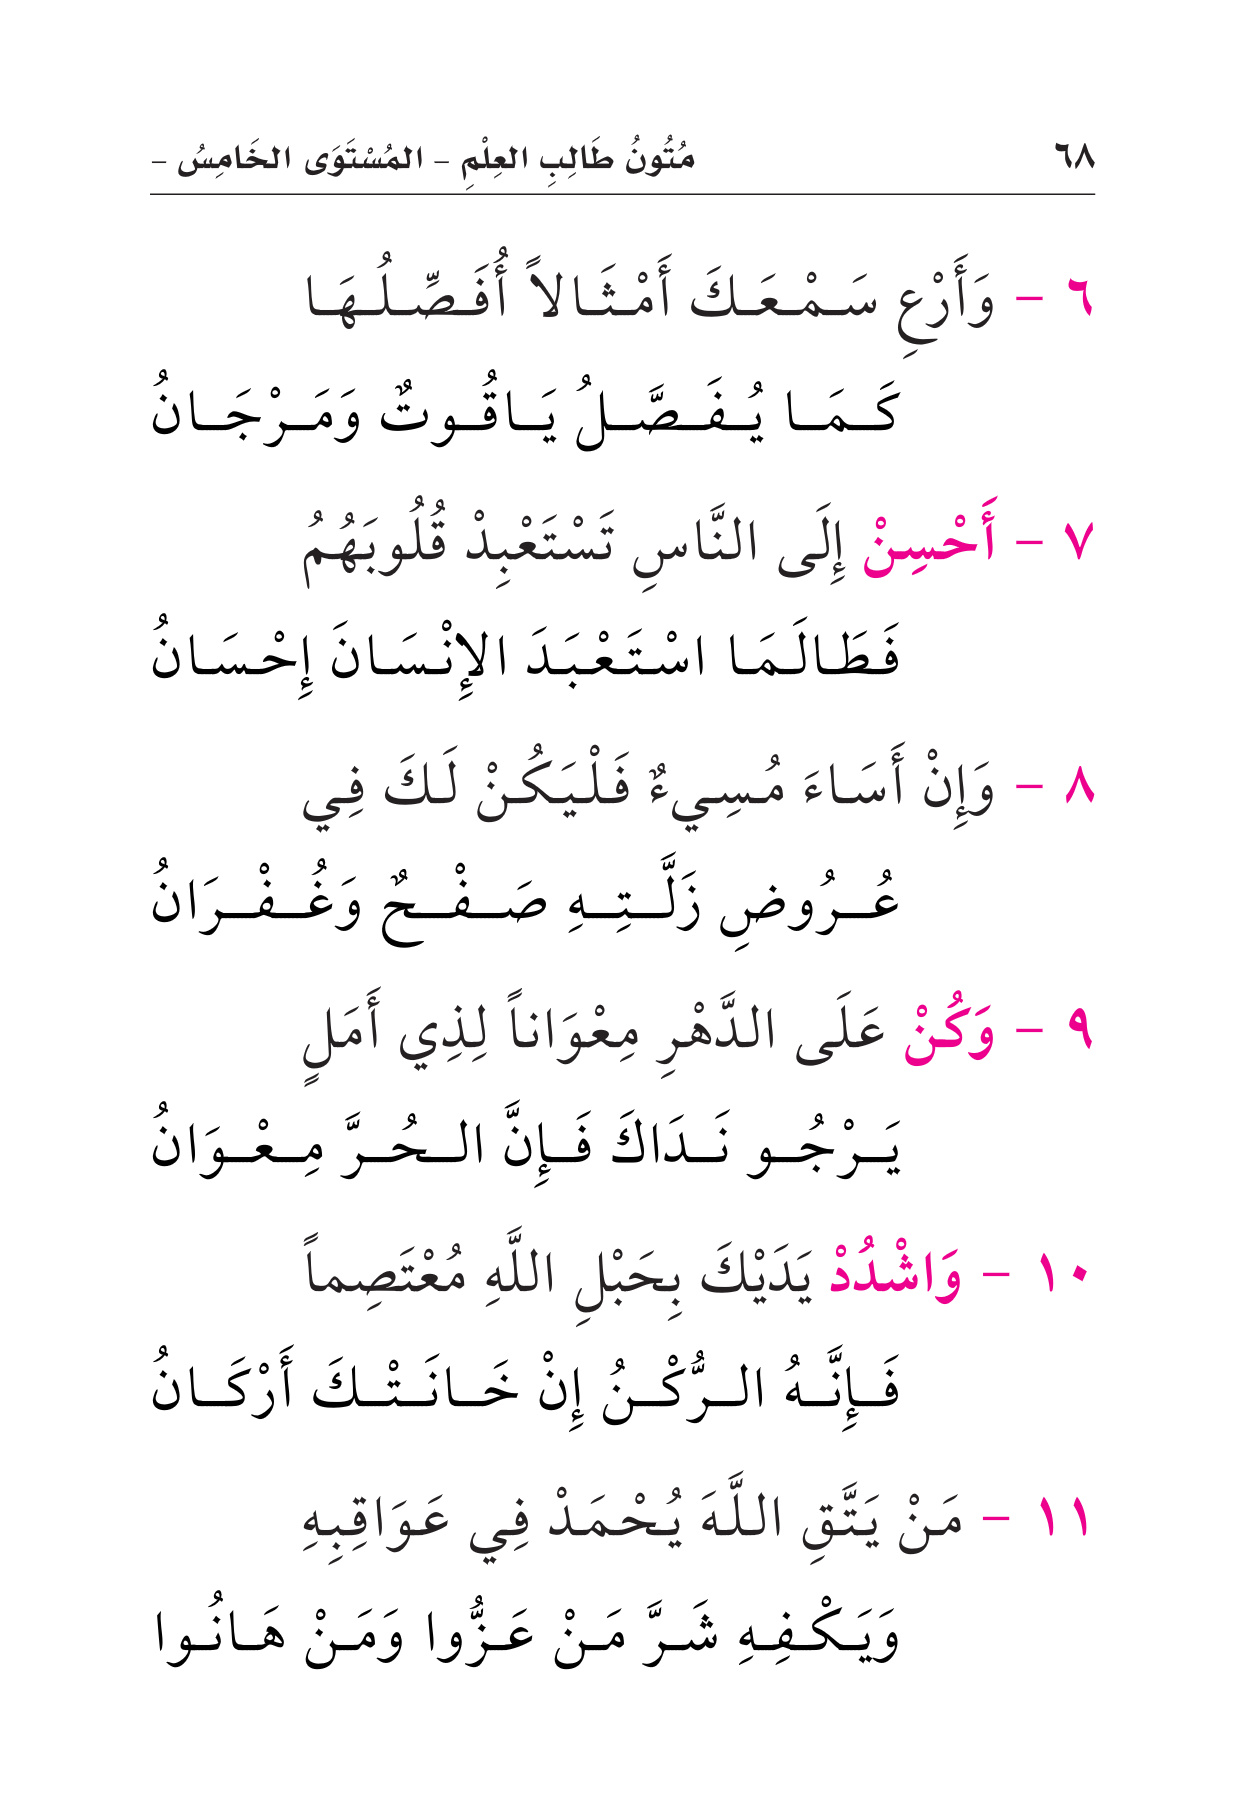 ٦٨ مُتُونُ طَالِبِ العِلْمِ - المُسْتَوَى الخَامِسُ -
٦ - وَأَرْعِ سَمْعَكَ أَمْثَالاً أُفَصِّلُهَا
كَمَا يُفَصَّلُ يَاقُوتٌ وَمَرْجَانُ
٧ - أَحْسِنْ إِلَى النَّاسِ تَسْتَعْبِدْ قُلُوبَهُمُ
فَطَالَمَا اسْتَعْبَدَ الإِنْسَانَ إِحْسَانُ
٨ - وَإِنْ أَسَاءَ مُسِيءٌ فَلْيَكُنْ لَكَ فِي
عُرُوضِ زَلَّتِهِ صَفْحٌ وَغُفْرَانُ
٩ - وَكُنْ عَلَى الدَّهْرِ مِعْوَاناً لِذِي أَمَلٍ
يَرْجُو نَدَاكَ فَإِنَّ الحُرَّ مِعْوَانُ
١٠ - وَاشْدُدْ يَدَيْكَ بِحَبْلِ اللَّهِ مُعْتَصِماً
فَإِنَّهُ الرُّكْنُ إِنْ خَانَتْكَ أَرْكَانُ
١١ - مَنْ يَتَّقِ اللَّهَ يُحْمَدْ فِي عَوَاقِبِهِ
وَيَكْفِهِ شَرَّ مَنْ عَزُّوا وَمَنْ هَانُوا